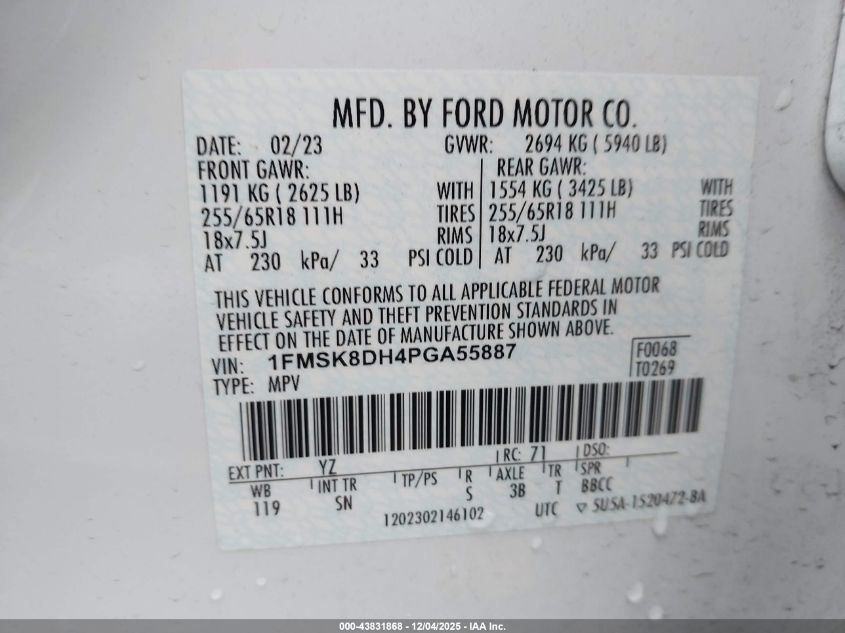 MFD. BY FORD MOTOR CO.
DATE: 02/23 GVWR: 2694 KG ( 5940 LB)
FRONT GAWR: REAR GAWR:
1191 KG ( 2625 LB) WITH 1554 KG ( 3425 LB) WITH
255/65R18 111H TIRES 255/65R18 111H TIRES
18x7.5J RIMS 18x7.5J RIMS
AT 230 kPa/ 33 PSI COLD AT 230 kPa/ 33 PSI COLD
THIS VEHICLE CONFORMS TO ALL APPLICABLE FEDERAL MOTOR
VEHICLE SAFETY AND THEFT PREVENTION STANDARDS IN
EFFECT ON THE DATE OF MANUFACTURE SHOWN ABOVE.
VIN: 1FMSK8DH4PGA55887 F0068
TYPE: MPV T0269
EXT PNT: YZ RC: 71 DSO:
WB INT TR TP/PS R AXLE TR SPR
119 SN S 3B T BBCC
1202302146102 UTC ▽ 5U5A-1520472-BA
000-43831868 - 12/04/2025 - IAA Inc.